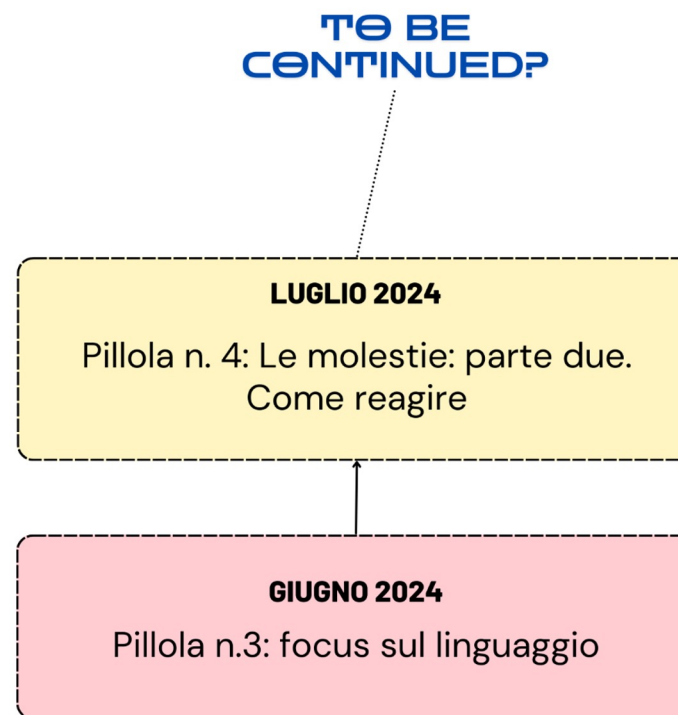 TO BE
CONTINUED?
LUGLIO 2024
Pillola n. 4: Le molestie: parte due.
Come reagire
GIUGNO 2024
Pillola n.3: focus sul linguaggio